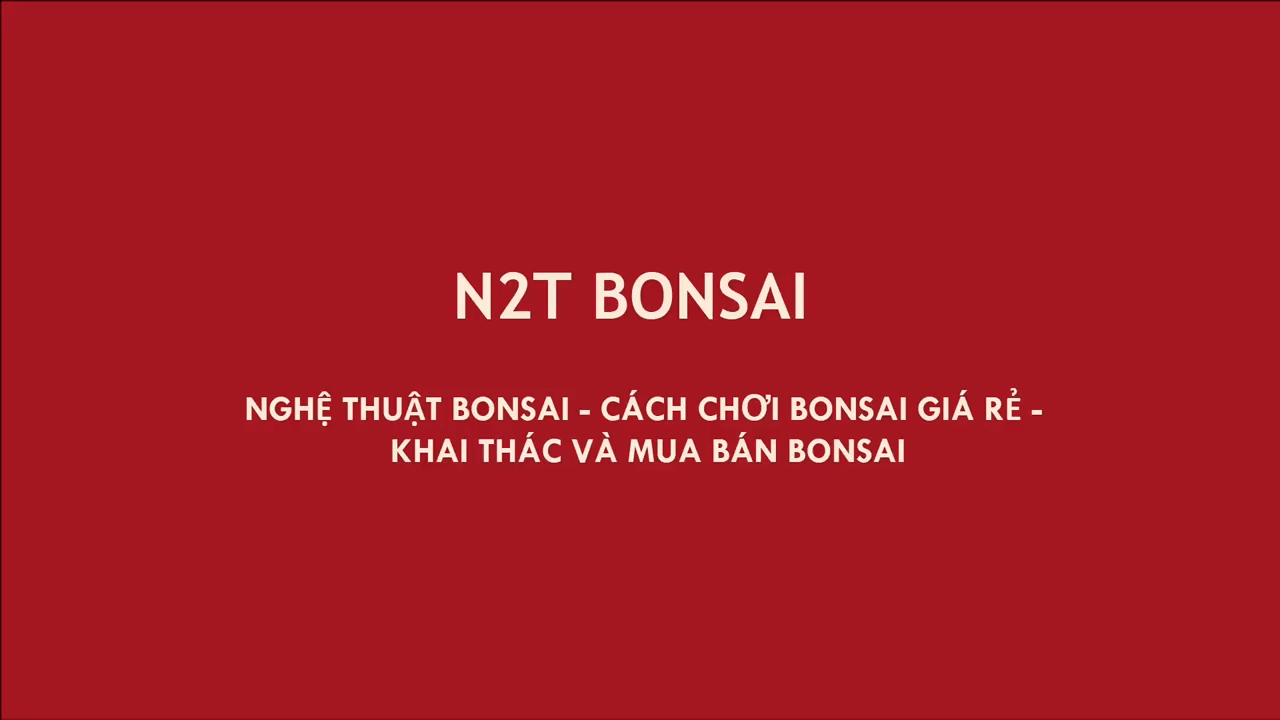 N2T BONSAI
NGHỆ THUẬT BONSAI - CÁCH CHƠI BONSAI GIÁ RẺ -
KHAI THÁC VÀ MUA BÁN BONSAI